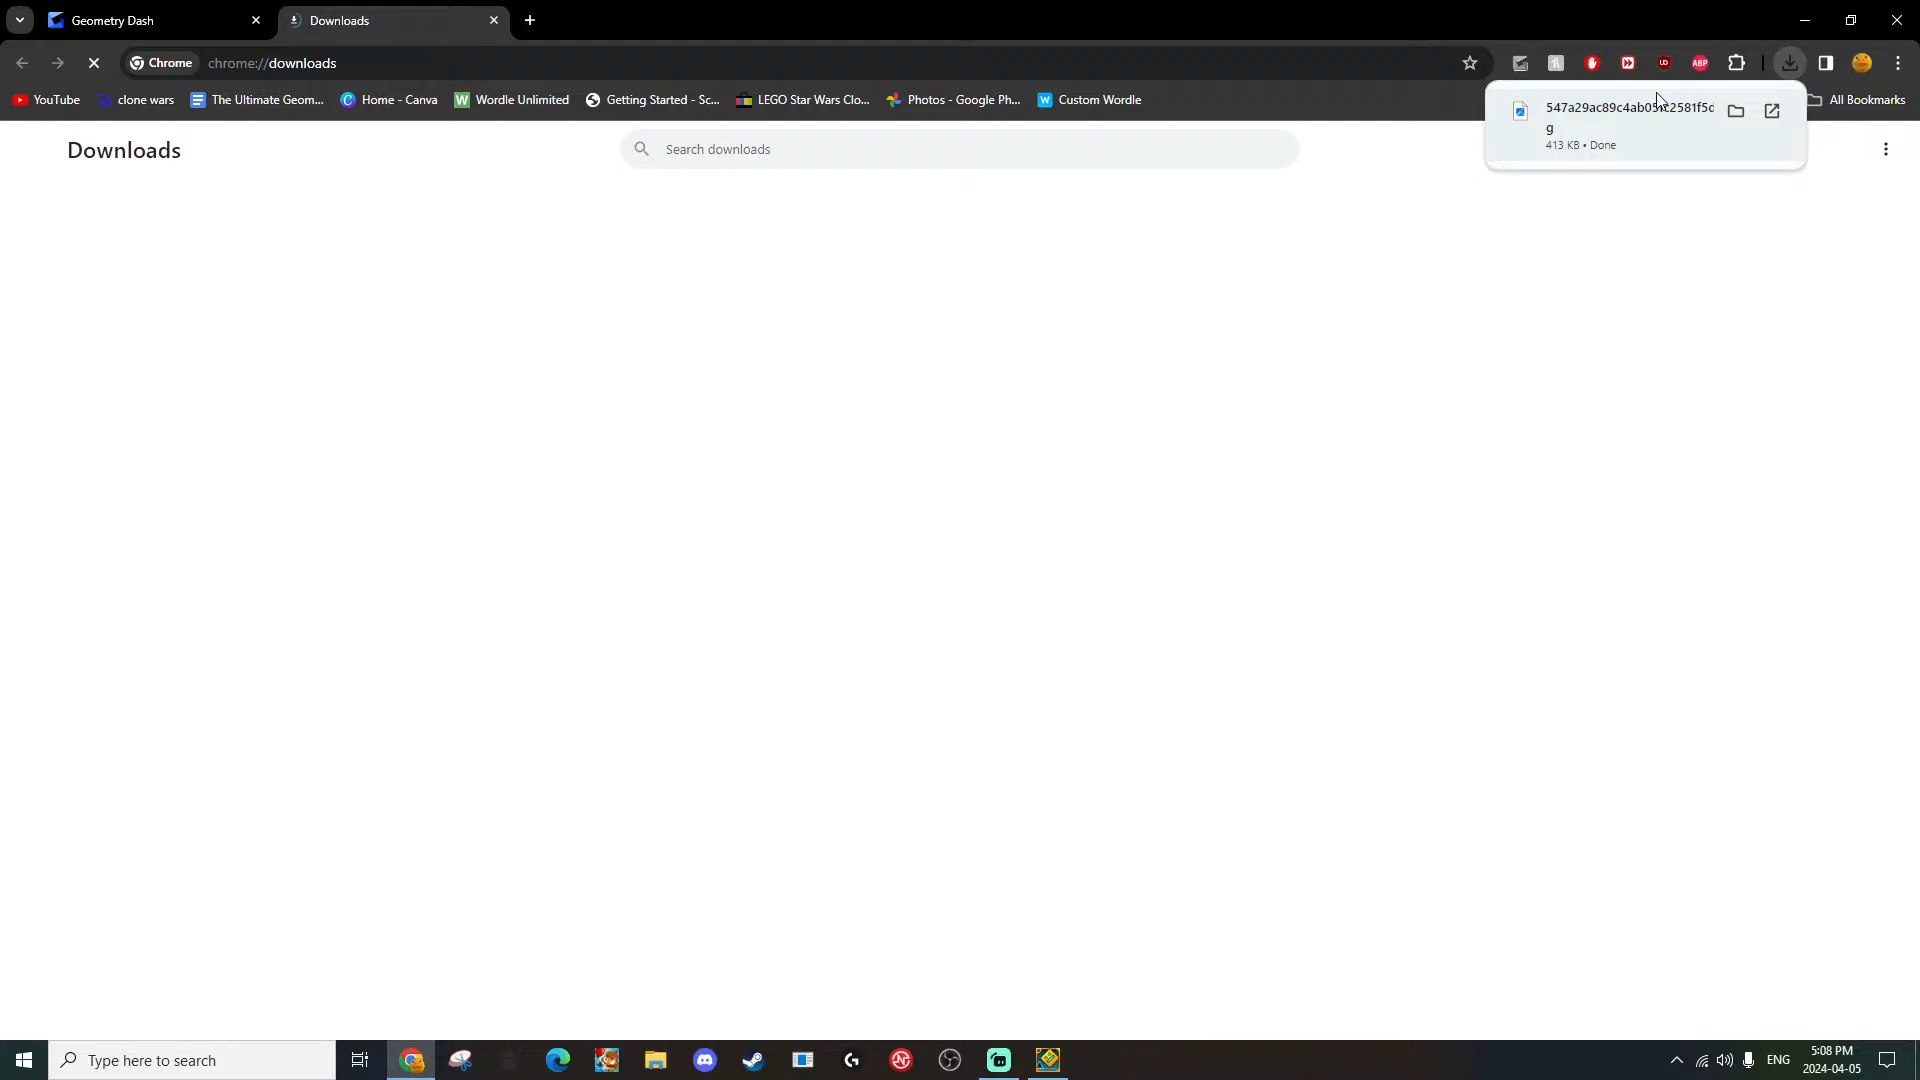 Geometry Dash
Downloads
Chrome
chrome://downloads
ABP
YouTube
clone wars
The Ultimate Geom...
Home - Canva
Wordle Unlimited
Getting Started - Sc...
LEGO Star Wars Clo...
Photos - Google Ph...
Custom Wordle
All Bookmarks
g
413 KB • Done
Downloads
Search downloads
Type here to search
ENG
5:08 PM
2024-04-05